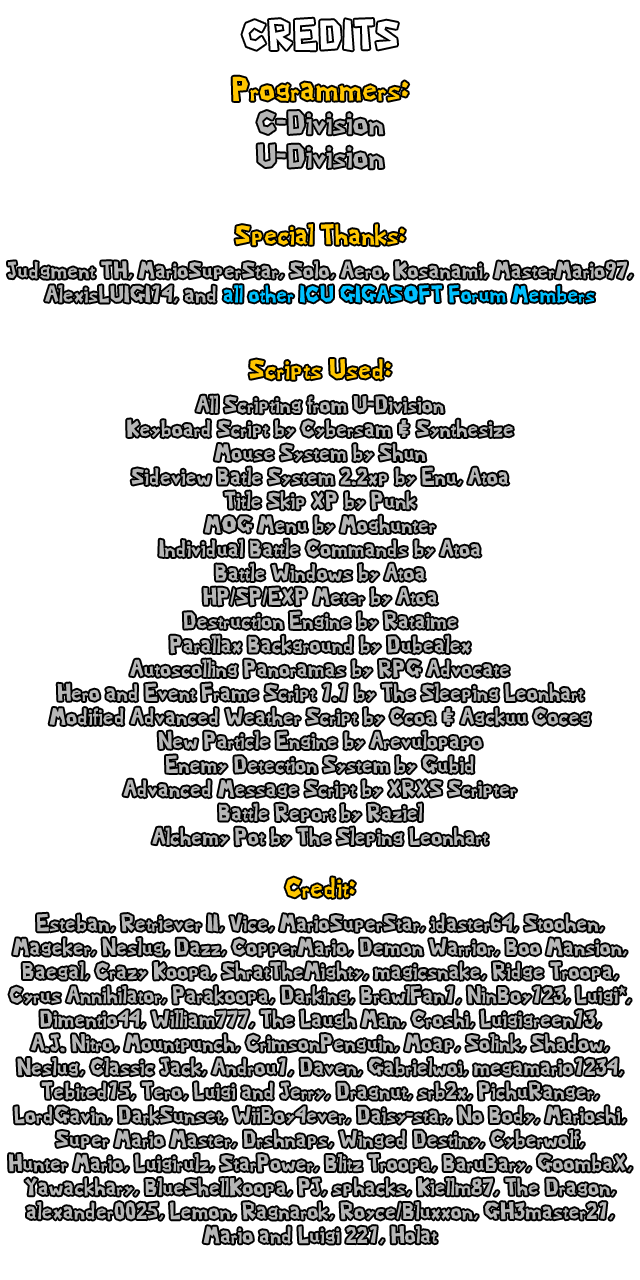 CREDITS
Programmers:
C-Division
U-Division
Special Thanks:
Judgment TH, MarioSuperStar, Solo, Aero, Kosanami, MasterMario97,
AlexisLUIGI14, and all other ICU GIGASOFT Forum Members
Scripts Used:
All Scripting from U-Division
Keyboard Script by Cybersam & Synthesize
Mouse System by Shun
Sideview Batle System 2.2xp by Enu, Atoa
Title Skip XP by Punk
MOG Menu by Moghunter
Individual Battle Commands by Atoa
Battle Windows by Atoa
HP/SP/EXP Meter by Atoa
Destruction Engine by Rataime
Parallax Background by Dubealex
Autoscolling Panoramas by RPG Advocate
Hero and Event Frame Script 1.1 by The Sleeping Leonhart
Modified Advanced Weather Script by Ccoa & Agckuu Coceg
New Particle Engine by Arevulopapo
Enemy Detection System by Gubid
Advanced Message Script by XRXS Scripter
Battle Report by Raziel
Alchemy Pot by The Sleping Leonhart
Credit:
Esteban, Retriever II, Vice, MarioSuperStar, jdaster64, Stoohen,
Mageker, Neslug, Dazz, CopperMario, Demon Warrior, Boo Mansion,
Baegal, Crazy Koopa, ShratTheMighty, magicsnake, Ridge Troopa,
Cyrus Annihilator, Parakoopa, Darking, BrawlFan1, NinBoy123, Luigi*,
Dimentio44, William777, The Laugh Man, Croshi, Luigigreen13,
A.J. Nitro, Mountpunch, CrimsonPenguin, Moap, Solink, Shadow,
Neslug, Classic Jack, Androu1, Daven, Gabrielwoj, megamario1234,
Tebited15, Tero, Luigi and Jerry, Dragnut, srb2x, PichuRanger,
LordGavin, DarkSunset, WiiBoy4ever, Daisy-star, No Body, Marioshi,
Super Mario Master, Drshnaps, Winged Destiny, Cyberwolf,
Hunter Mario, Luigirulz, StarPower, Blitz Troopa, BaruBary, GoombaX,
Yawackhary, BlueShellKoopa, PJ, sphacks, Kiellm87, The Dragon,
alexander0025, Lemon, Ragnarok, Royce/Bluxxon, GH3master21,
Mario and Luigi 221, Holat